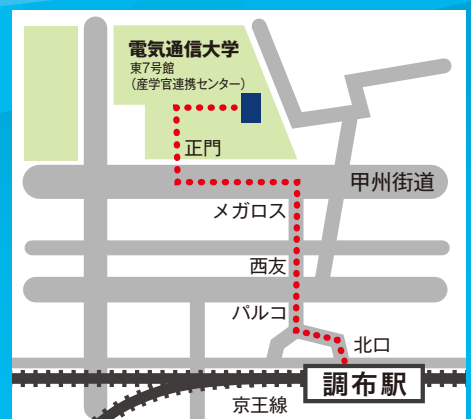 電気通信大学
東7号館
（産学官連携センター）
正門
甲州街道
メガロス
西友
パルコ
北口
調布駅
京王線